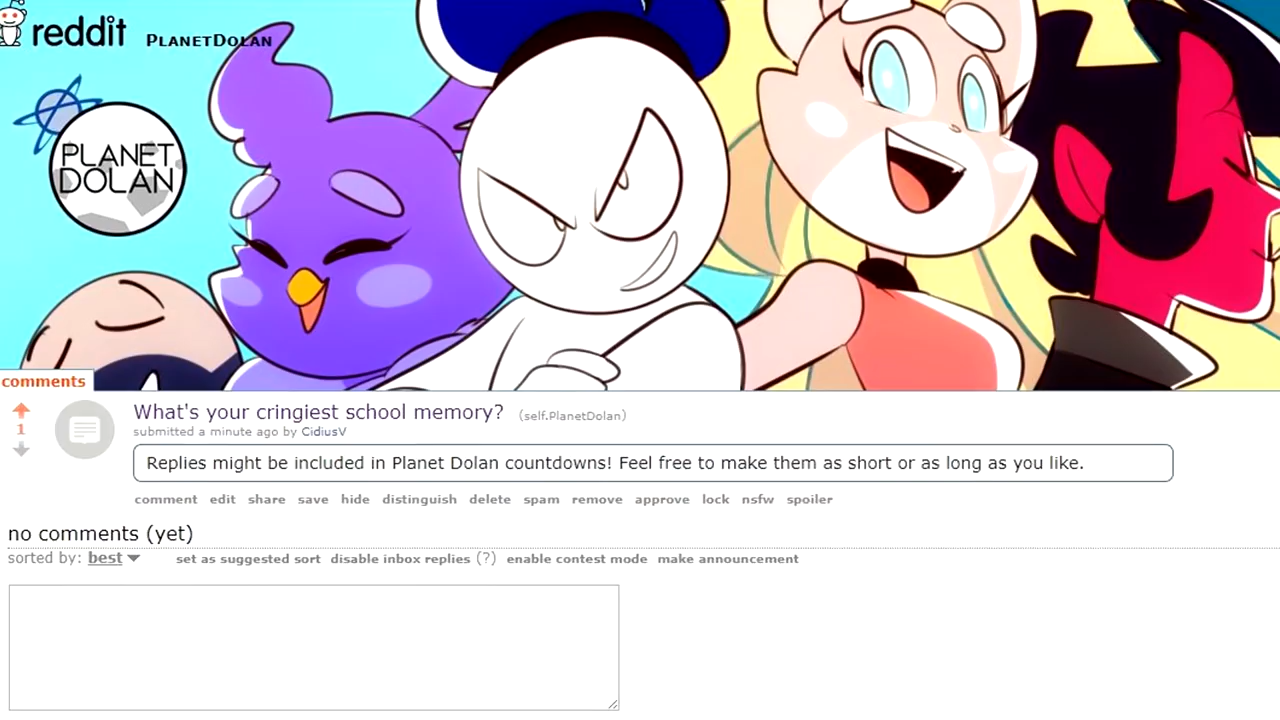 reddit PLANETDOLAN
PLANET
DOLAN
comments
1
What's your cringiest school memory? (self.PlanetDolan)
submitted a minute ago by CidiusV
Replies might be included in Planet Dolan countdowns! Feel free to make them as short or as long as you like.
comment edit share save hide distinguish delete spam remove approve lock nsfw spoiler
no comments (yet)
sorted by: best set as suggested sort disable inbox replies (?) enable contest mode make announcement